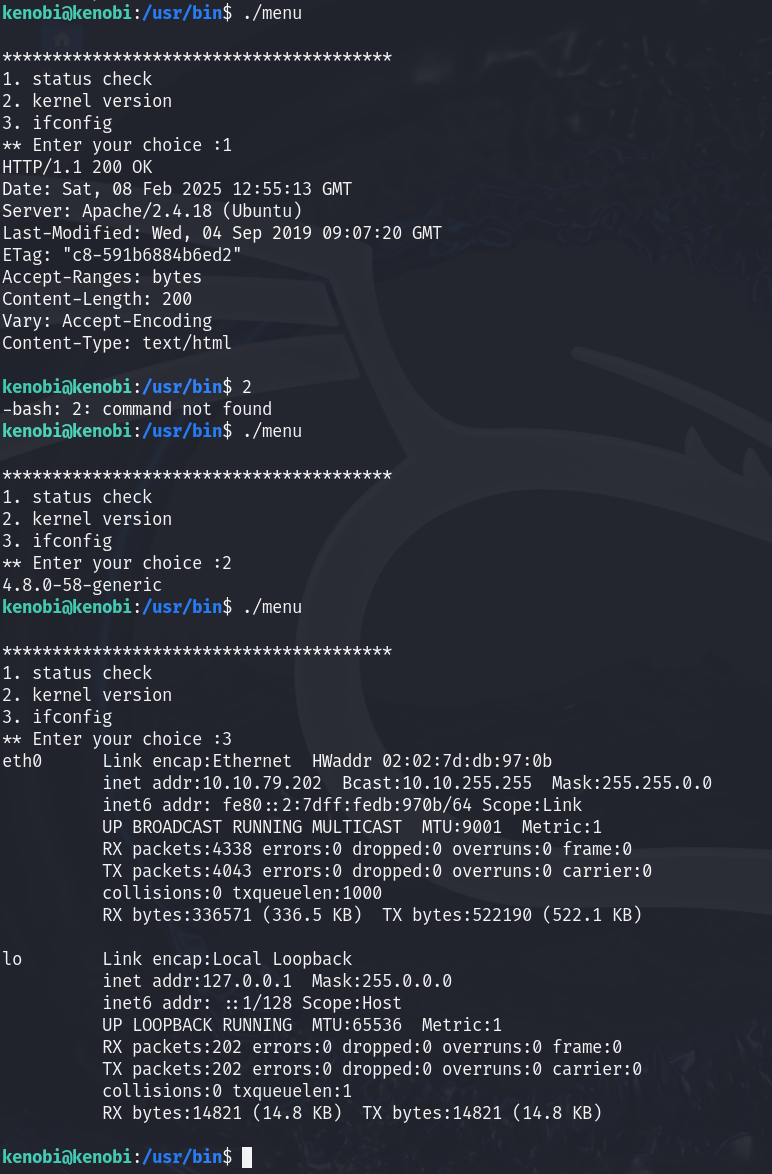 kenobi@kenobi:/usr/bin$ ./menu
***************************************
1. status check
2. kernel version
3. ifconfig
** Enter your choice :1
HTTP/1.1 200 OK
Date: Sat, 08 Feb 2025 12:55:13 GMT
Server: Apache/2.4.18 (Ubuntu)
Last-Modified: Wed, 04 Sep 2019 09:07:20 GMT
ETag: "c8-591b6884b6ed2"
Accept-Ranges: bytes
Content-Length: 200
Vary: Accept-Encoding
Content-Type: text/html
kenobi@kenobi:/usr/bin$ 2
-bash: 2: command not found
kenobi@kenobi:/usr/bin$ ./menu
***************************************
1. status check
2. kernel version
3. ifconfig
** Enter your choice :2
4.8.0-58-generic
kenobi@kenobi:/usr/bin$ ./menu
***************************************
1. status check
2. kernel version
3. ifconfig
** Enter your choice :3
eth0      Link encap:Ethernet  HWaddr 02:02:7d:db:97:0b
          inet addr:10.10.79.202  Bcast:10.10.255.255  Mask:255.255.0.0
          inet6 addr: fe80::2:7dff:fedb:970b/64 Scope:Link
          UP BROADCAST RUNNING MULTICAST  MTU:9001  Metric:1
          RX packets:4338 errors:0 dropped:0 overruns:0 frame:0
          TX packets:4043 errors:0 dropped:0 overruns:0 carrier:0
          collisions:0 txqueuelen:1000
          RX bytes:336571 (336.5 KB)  TX bytes:522190 (522.1 KB)
lo        Link encap:Local Loopback
          inet addr:127.0.0.1  Mask:255.0.0.0
          inet6 addr: ::1/128 Scope:Host
          UP LOOPBACK RUNNING  MTU:65536  Metric:1
          RX packets:202 errors:0 dropped:0 overruns:0 frame:0
          TX packets:202 errors:0 dropped:0 overruns:0 carrier:0
          collisions:0 txqueuelen:1
          RX bytes:14821 (14.8 KB)  TX bytes:14821 (14.8 KB)
kenobi@kenobi:/usr/bin$